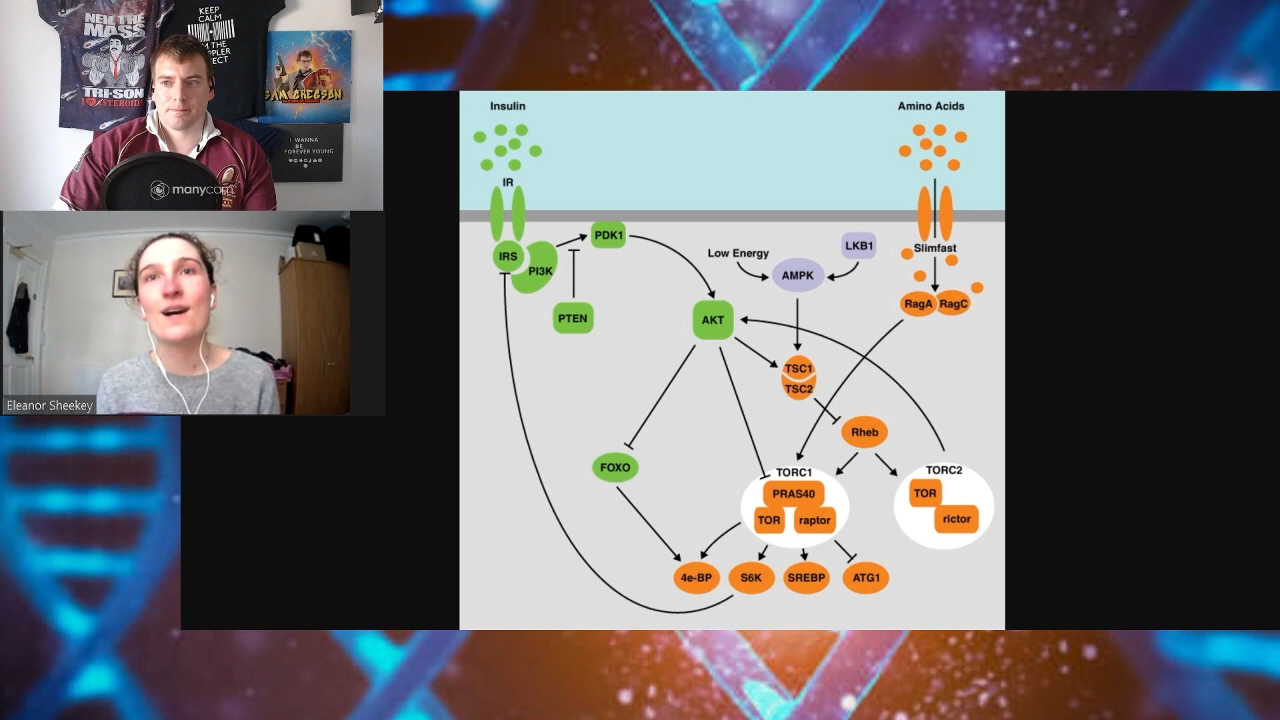 NEIL THE
MASS
TRI-SON
KEEP
CALM
THE
I WANNA
BE
FOREVER YOUNG
manycam
Eleanor Sheekey
Insulin
Amino Acids
IR
PDK1
LKB1
Low Energy
Slimfast
IRS
PI3K
AMPK
RagA
RagC
PTEN
AKT
TSC1
TSC2
Rheb
FOXO
TORC1
TORC2
PRAS40
TOR
TOR
raptor
rictor
4e-BP
S6K
SREBP
ATG1